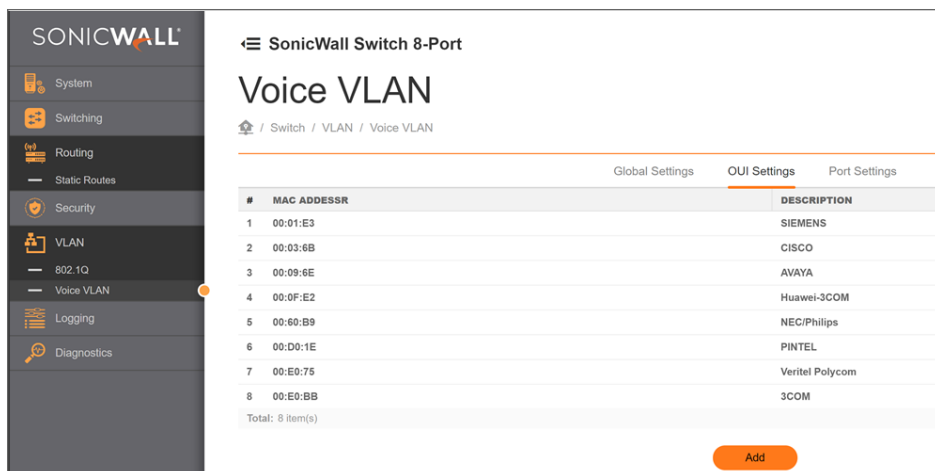 SONICWALL
SonicWall Switch 8-Port
Voice VLAN
/ Switch / VLAN / Voice VLAN
System
Switching
Routing
Static Routes
Security
VLAN
802.1Q
Voice VLAN
Logging
Diagnostics
Global Settings OUI Settings Port Settings
# MAC ADDESSR DESCRIPTION
1 00:01:E3 SIEMENS
2 00:03:6B CISCO
3 00:09:6E AVAYA
4 00:0F:E2 Huawei-3COM
5 00:60:B9 NEC/Philips
6 00:D0:1E PINTEL
7 00:E0:75 Veritel Polycom
8 00:E0:BB 3COM
Total: 8 item(s)
Add